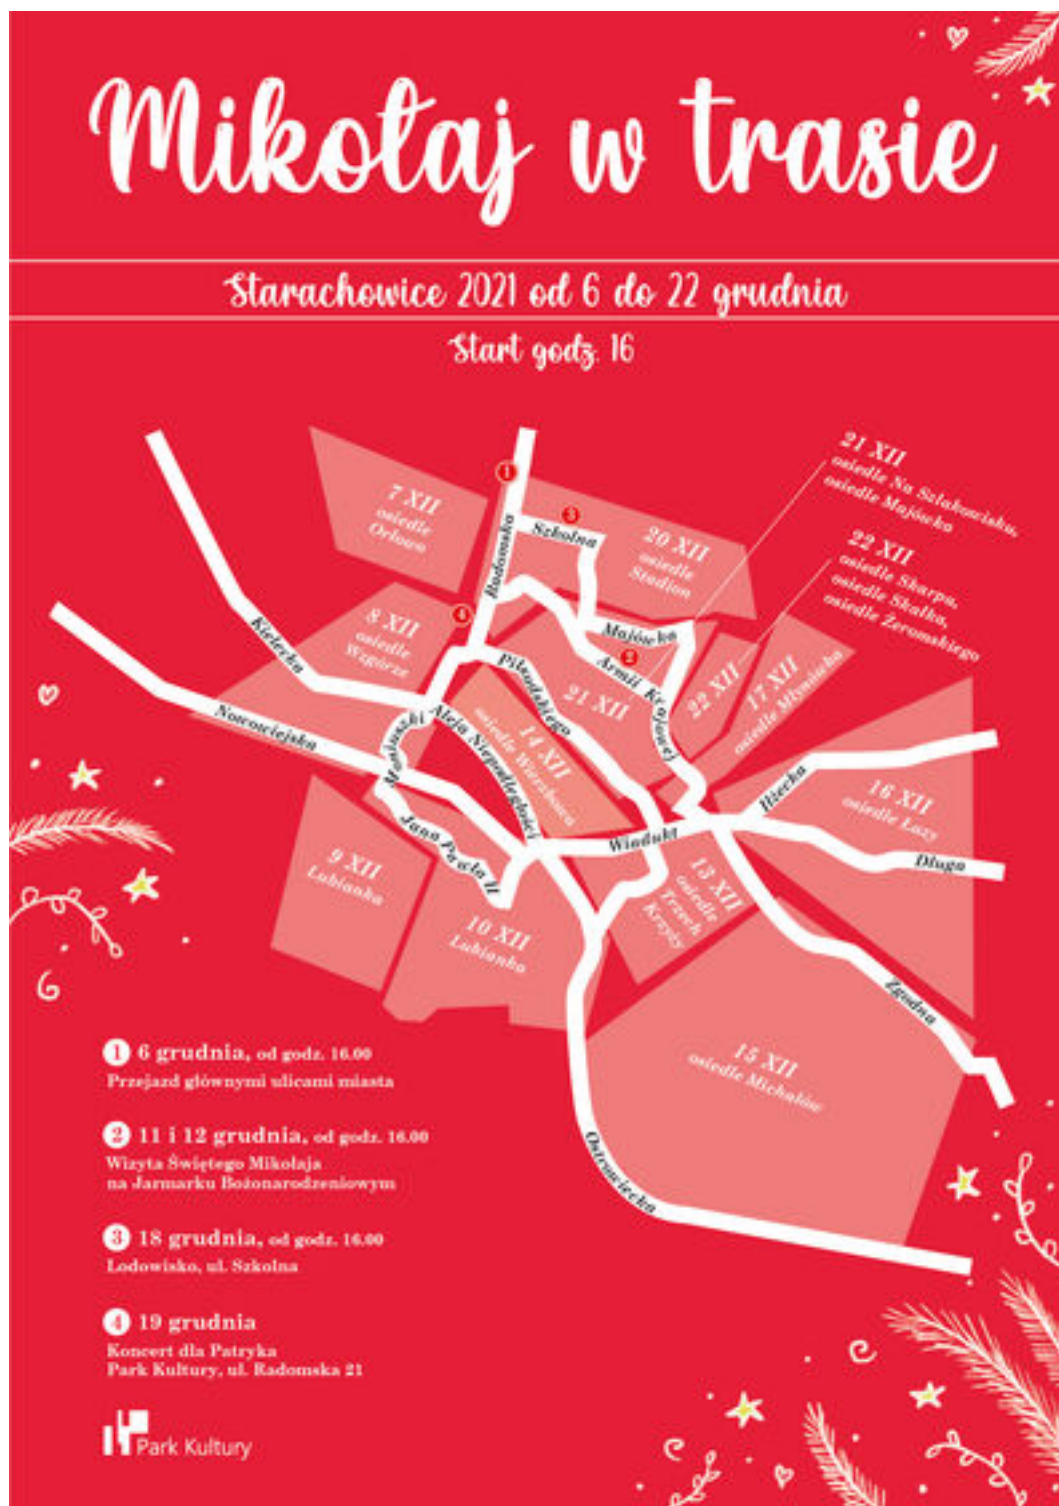 Mikołaj w trasie
Starachowice 2021 od 6 do 22 grudnia
Start godz. 16
21 XII
osiedle Na Szlakowisku,
osiedle Majówka
22 XII
osiedle Skarpa,
osiedle Skałka,
osiedle Żeromskiego
7 XII
osiedle
Orłowo
1
Radomska
3
Szkolna
20 XII
osiedle
Stadion
8 XII
osiedle
Wzgórze
4
Kielecka
Majówka
2
Armii Krajowej
Piłsudskiego
21 XII
22 XII
17 XII
osiedle Młynówka
Nowowiejska
Moniuszki
Aleja Niepodległości
14 XII
osiedle Wierzbowa
Iłżecka
16 XII
osiedle Łazy
Wiadukt
Długa
Jana Pawła II
9 XII
Lubianka
10 XII
Lubianka
13 XII
osiedle
Trzech
Krzyży
Zgodna
15 XII
osiedle Michałów
Ostrowiecka
1 6 grudnia, od godz. 16.00
Przejazd głównymi ulicami miasta
2 11 i 12 grudnia, od godz. 16.00
Wizyta Świętego Mikołaja
na Jarmarku Bożonarodzeniowym
3 18 grudnia, od godz. 16.00
Lodowisko, ul. Szkolna
4 19 grudnia
Koncert dla Patryka
Park Kultury, ul. Radomska 21
Park Kultury